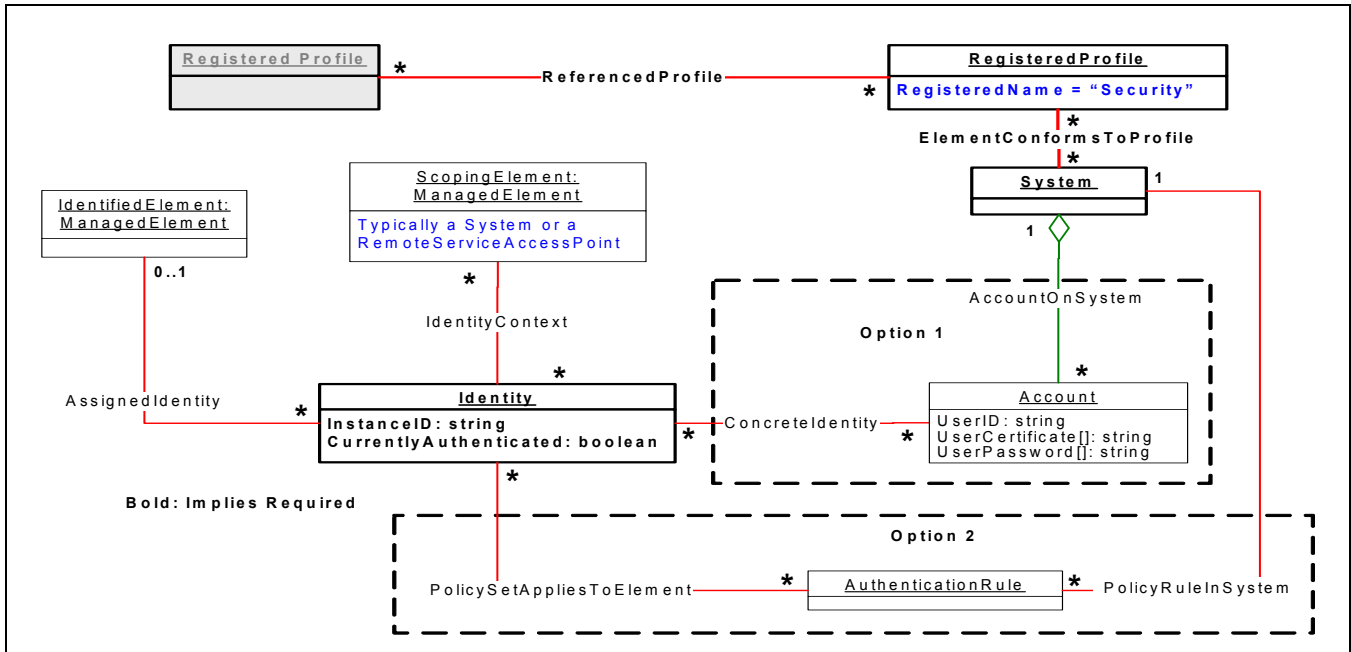 Registered Profile
*
ReferencedProfile
*
RegisteredProfile
RegisteredName = “Security”
*
ElementConformsToProfile
*
System
1
1
ScopingElement:
ManagedElement
Typically a System or a
RemoteServiceAccessPoint
*
IdentifiedElement:
ManagedElement
0..1
IdentityContext
*
AccountOnSystem
Option 1
*
Account
UserID: string
UserCertificate[]: string
UserPassword[]: string
AssignedIdentity
*
Identity
InstanceID: string
CurrentlyAuthenticated: boolean
*
ConcreteIdentity
*
*
Bold: Implies Required
Option 2
PolicySetAppliesToElement
*
AuthenticationRule
*
PolicyRuleInSystem